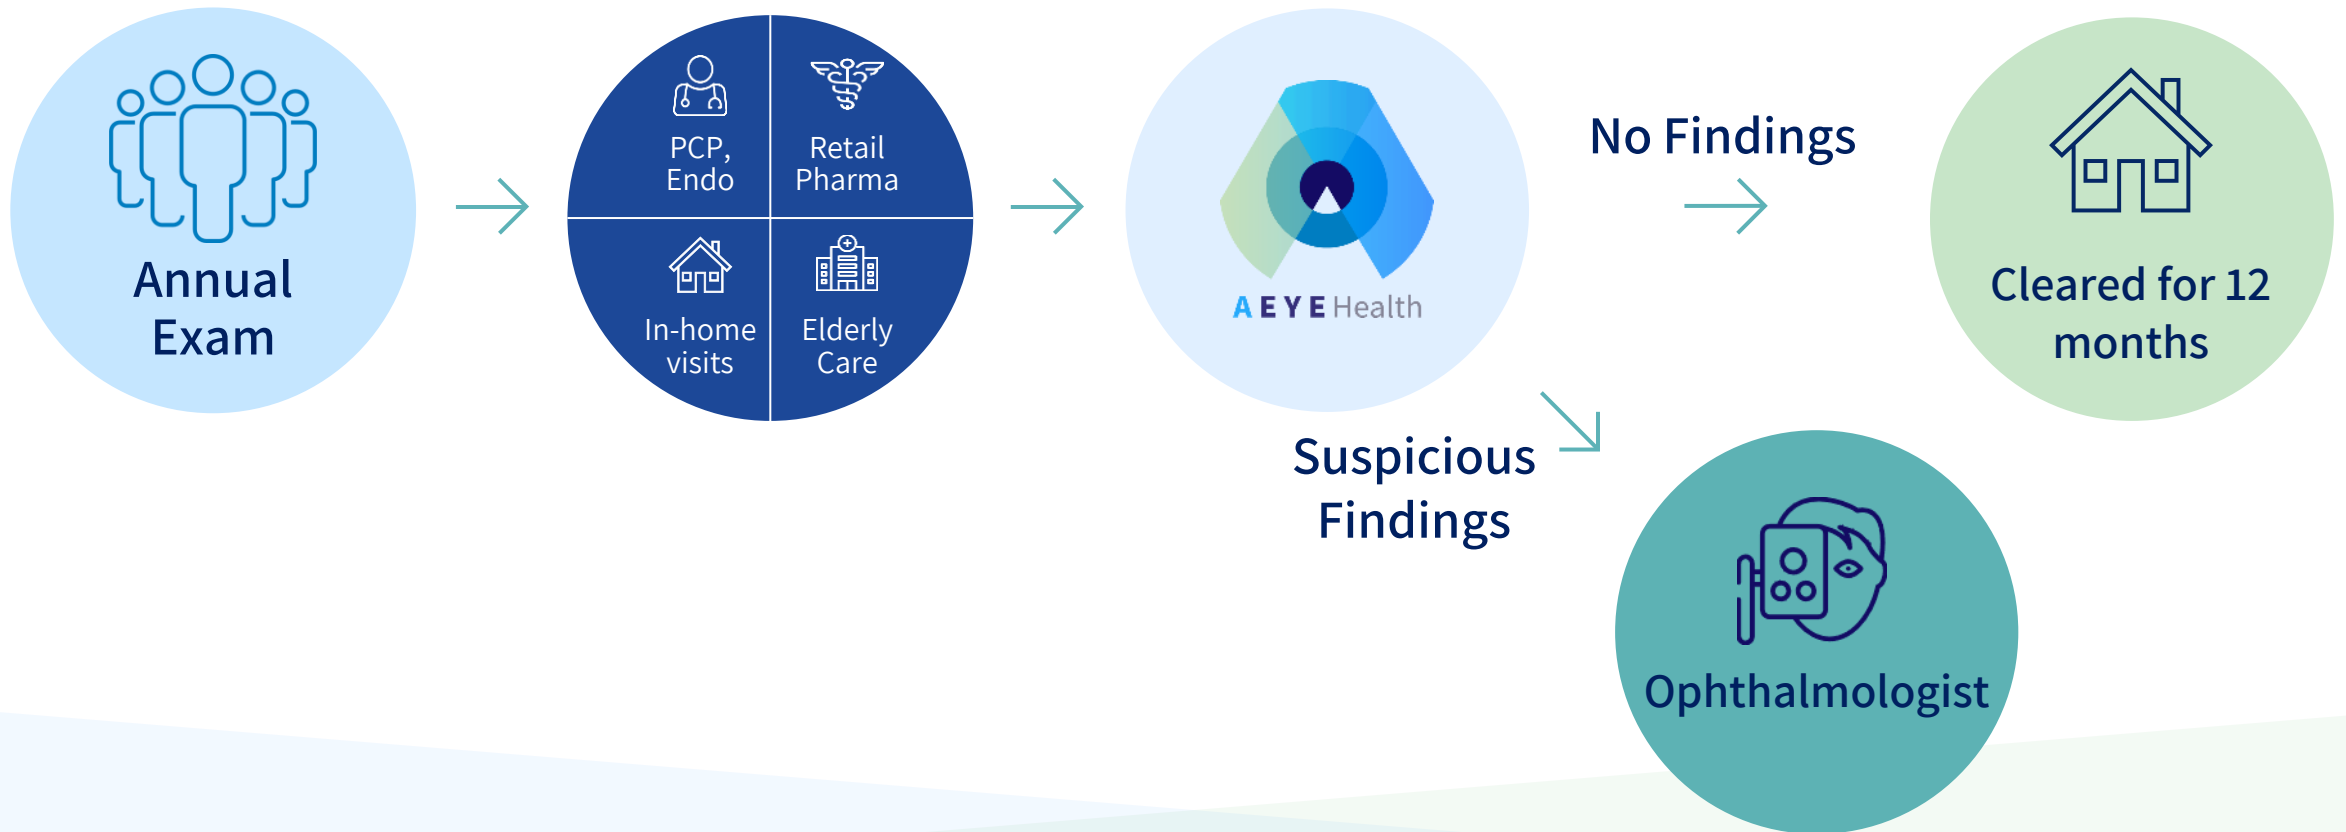 Annual
Exam
PCP,
Endo
Retail
Pharma
In-home
visits
Elderly
Care
AEYE Health
No Findings
Suspicious
Findings
Cleared for 12
months
Ophthalmologist